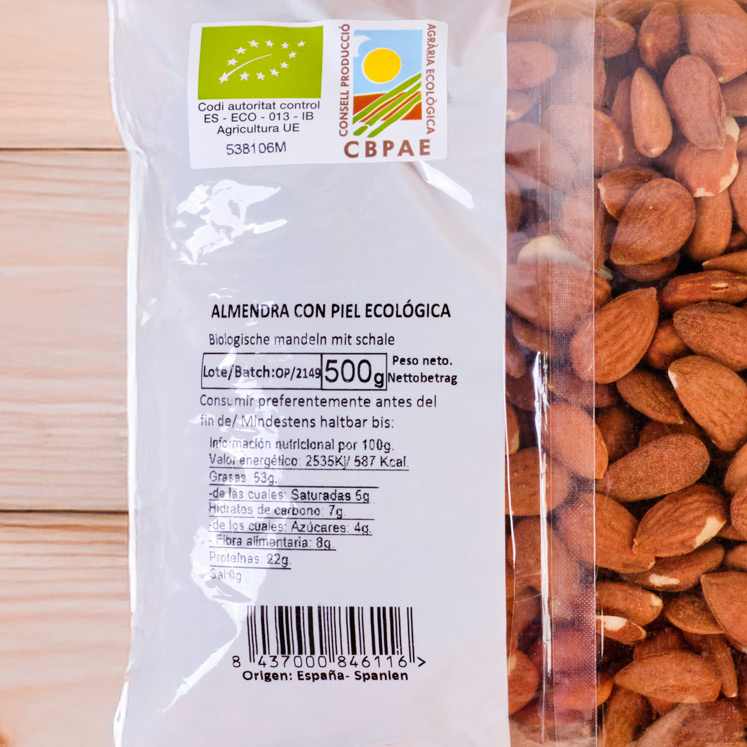 Codi autoritat control
ES - ECO - 013 - IB
Agricultura UE
538106M
CONSELL PRODUCCIÓ
AGRÀRIA ECOLÒGICA
CBPAE
ALMENDRA CON PIEL ECOLÓGICA
Biologische mandeln mit schale
Lote/Batch:OP/2149
500g
Peso neto.
Nettobetrag
Consumir preferentemente antes del
fin de/ Mindestens haltbar bis:
Información nutricional por 100g.
Valor energético: 2535Kj/ 587 Kcal.
Grasas: 53g.
-de las cuales: Saturadas 5g
Hidratos de carbono: 7g.
-de los cuales: Azúcares: 4g.
- Fibra alimentaria: 8g.
Proteínas: 22g.
Sal:0g
8 437000 846116 >
Origen: España- Spanien